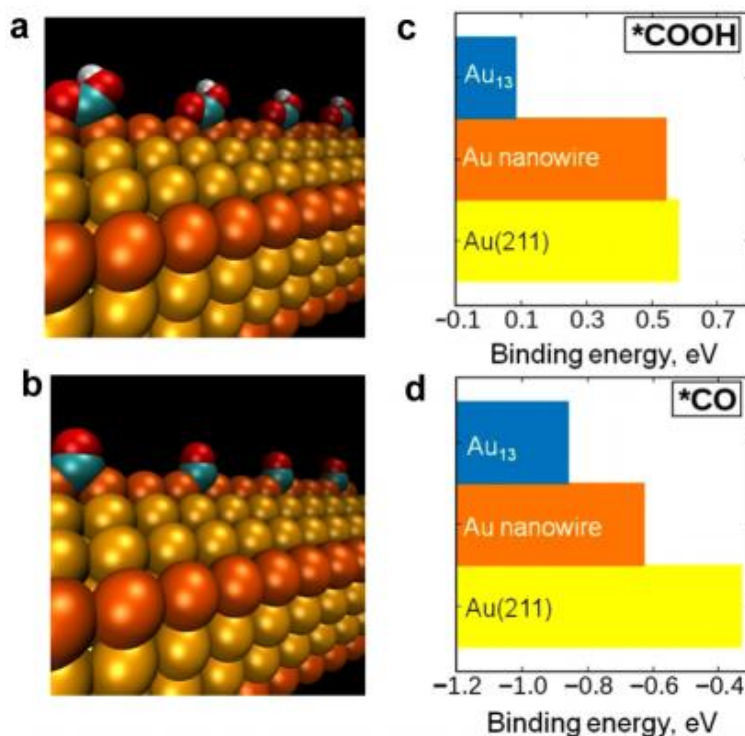 a
c
*COOH
Au₁₃
Au nanowire
Au(211)
−0.1 0.1 0.3 0.5 0.7
Binding energy, eV
b
d
*CO
Au₁₃
Au nanowire
Au(211)
−1.2 −1.0 −0.8 −0.6 −0.4
Binding energy, eV